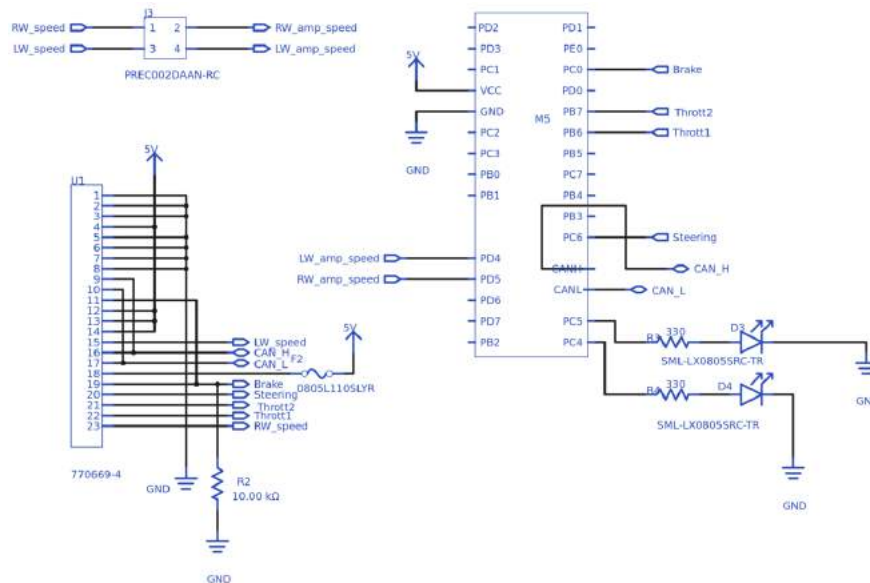 J3
RW_speed 1 2 RW_amp_speed
LW_speed 3 4 LW_amp_speed
PREC002DAAN-RC
5V
GND
M5
PD2 PD1
PD3 PE0
PC1 PC0 Brake
VCC PD0
GND PB7 Thrott2
PC2 PB6 Thrott1
PC3 PB5
PB0 PC7
PB1 PB4
PB3
PC6 Steering
LW_amp_speed PD4
CANH CAN_H
RW_amp_speed PD5
PD6 CANL CAN_L
PD7 PC5
PB2 PC4
R3 330 D3
SML-LX0805SRC-TR
GND
R4 330 D4
SML-LX0805SRC-TR
GND
5V
U1
1
2
3
4
5
6
7
8
9
10
11
12
13
14
15 LW_speed
16 CAN_H
17 CAN_L
18 F2 5V
0805L110SLYR
19 Brake
20 Steering
21 Thrott2
22 Thrott1
23 RW_speed
770669-4
GND
R2
10.00 kΩ
GND